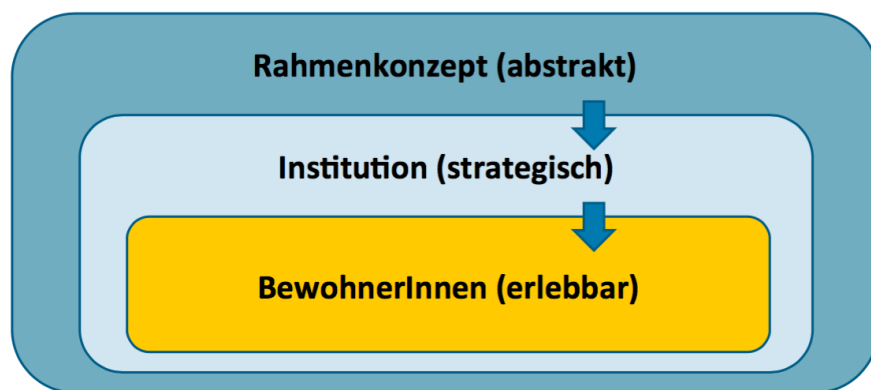 Rahmenkonzept (abstrakt)
Institution (strategisch)
BewohnerInnen (erlebbar)